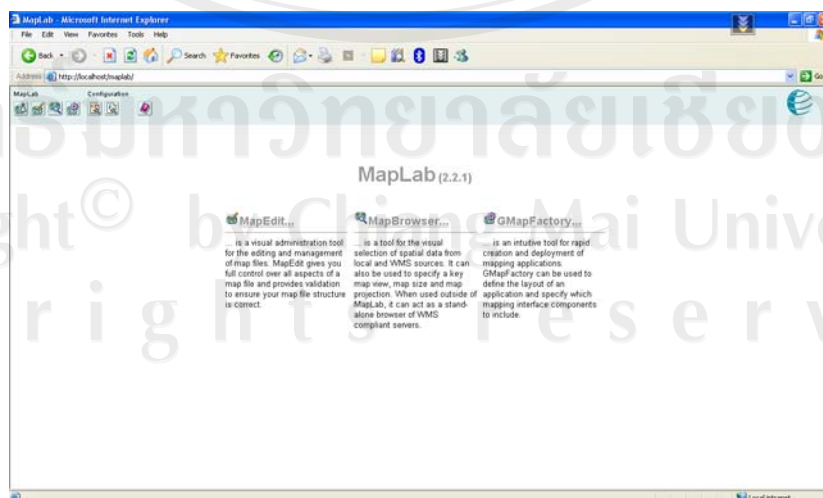 MapLab - Microsoft Internet Explorer
File Edit View Favorites Tools Help
Back Search Favorites
Address http://localhost/maplab/ Go
MapLab Configuration
MapLab (2.2.1)
MapEdit...
... is a visual administration tool
for the editing and management
of map files. MapEdit gives you
full control over all aspects of a
map file and provides validation
to ensure your map file structure
is correct.
MapBrowser...
... is a tool for the visual
selection of spatial data from
local and WMS sources. It can
also be used to specify a key
map view, map size and map
projection. When used outside of
MapLab, it can act as a stand-
alone browser of WMS
compliant servers.
GMapFactory...
... is an intuitive tool for rapid
creation and deployment of
mapping applications.
GMapFactory can be used to
define the layout of an
application and specify which
mapping interface components
to include.
Local intranet
ht © by Chiang Mai Unive
rights reserv